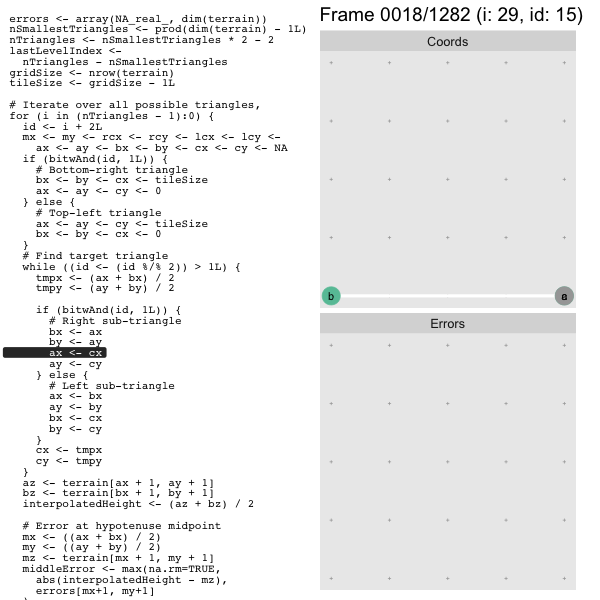 errors <- array(NA_real_, dim(terrain))
nSmallestTriangles <- prod(dim(terrain) - 1L)
nTriangles <- nSmallestTriangles * 2 - 2
lastLevelIndex <-
  nTriangles - nSmallestTriangles
gridSize <- nrow(terrain)
tileSize <- gridSize - 1L

# Iterate over all possible triangles,
for (i in (nTriangles - 1):0) {
  id <- i + 2L
  mx <- my <- rcx <- rcy <- lcx <- lcy <-
    ax <- ay <- bx <- by <- cx <- cy <- NA
  if (bitwAnd(id, 1L)) {
    # Bottom-right triangle
    bx <- by <- cx <- tileSize
    ax <- ay <- cy <- 0
  } else {
    # Top-left triangle
    ax <- ay <- cy <- tileSize
    bx <- by <- cx <- 0
  }
  # Find target triangle
  while ((id <- (id %/% 2)) > 1L) {
    tmpx <- (ax + bx) / 2
    tmpy <- (ay + by) / 2

    if (bitwAnd(id, 1L)) {
      # Right sub-triangle
      bx <- ax
      by <- ay
      ax <- cx
      ay <- cy
    } else {
      # Left sub-triangle
      ax <- bx
      ay <- by
      bx <- cx
      by <- cy
    }
    cx <- tmpx
    cy <- tmpy
  }
  az <- terrain[ax + 1, ay + 1]
  bz <- terrain[bx + 1, by + 1]
  interpolatedHeight <- (az + bz) / 2

  # Error at hypotenuse midpoint
  mx <- ((ax + bx) / 2)
  my <- ((ay + by) / 2)
  mz <- terrain[mx + 1, my + 1]
  middleError <- max(na.rm=TRUE,
    abs(interpolatedHeight - mz),
    errors[mx+1, my+1]
Frame 0018/1282 (i: 29, id: 15)
Coords
b
a
Errors